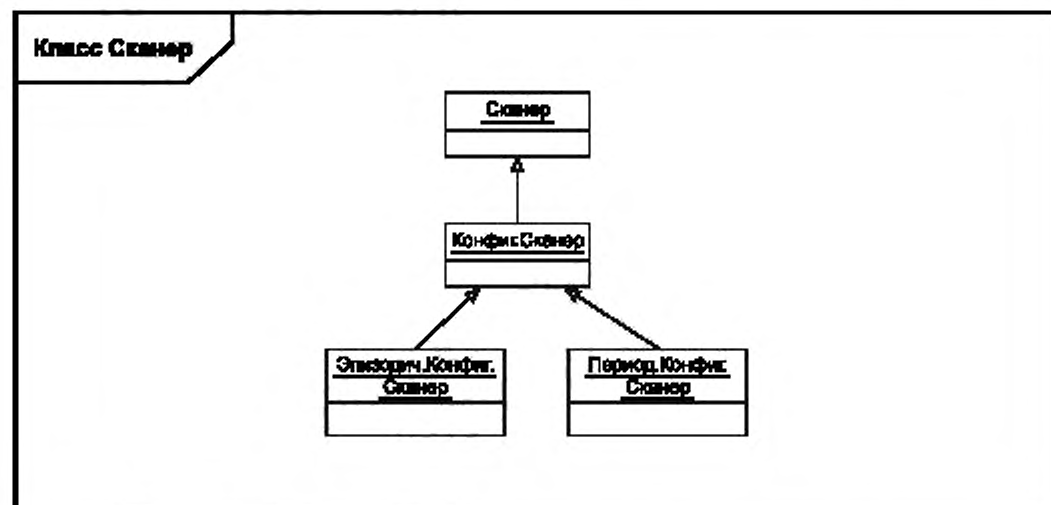 Класс Сканер
Сканер
Конфиг.Сканер
Эпизодич.Конфиг.
Сканер
Период.Конфиг.
Сканер